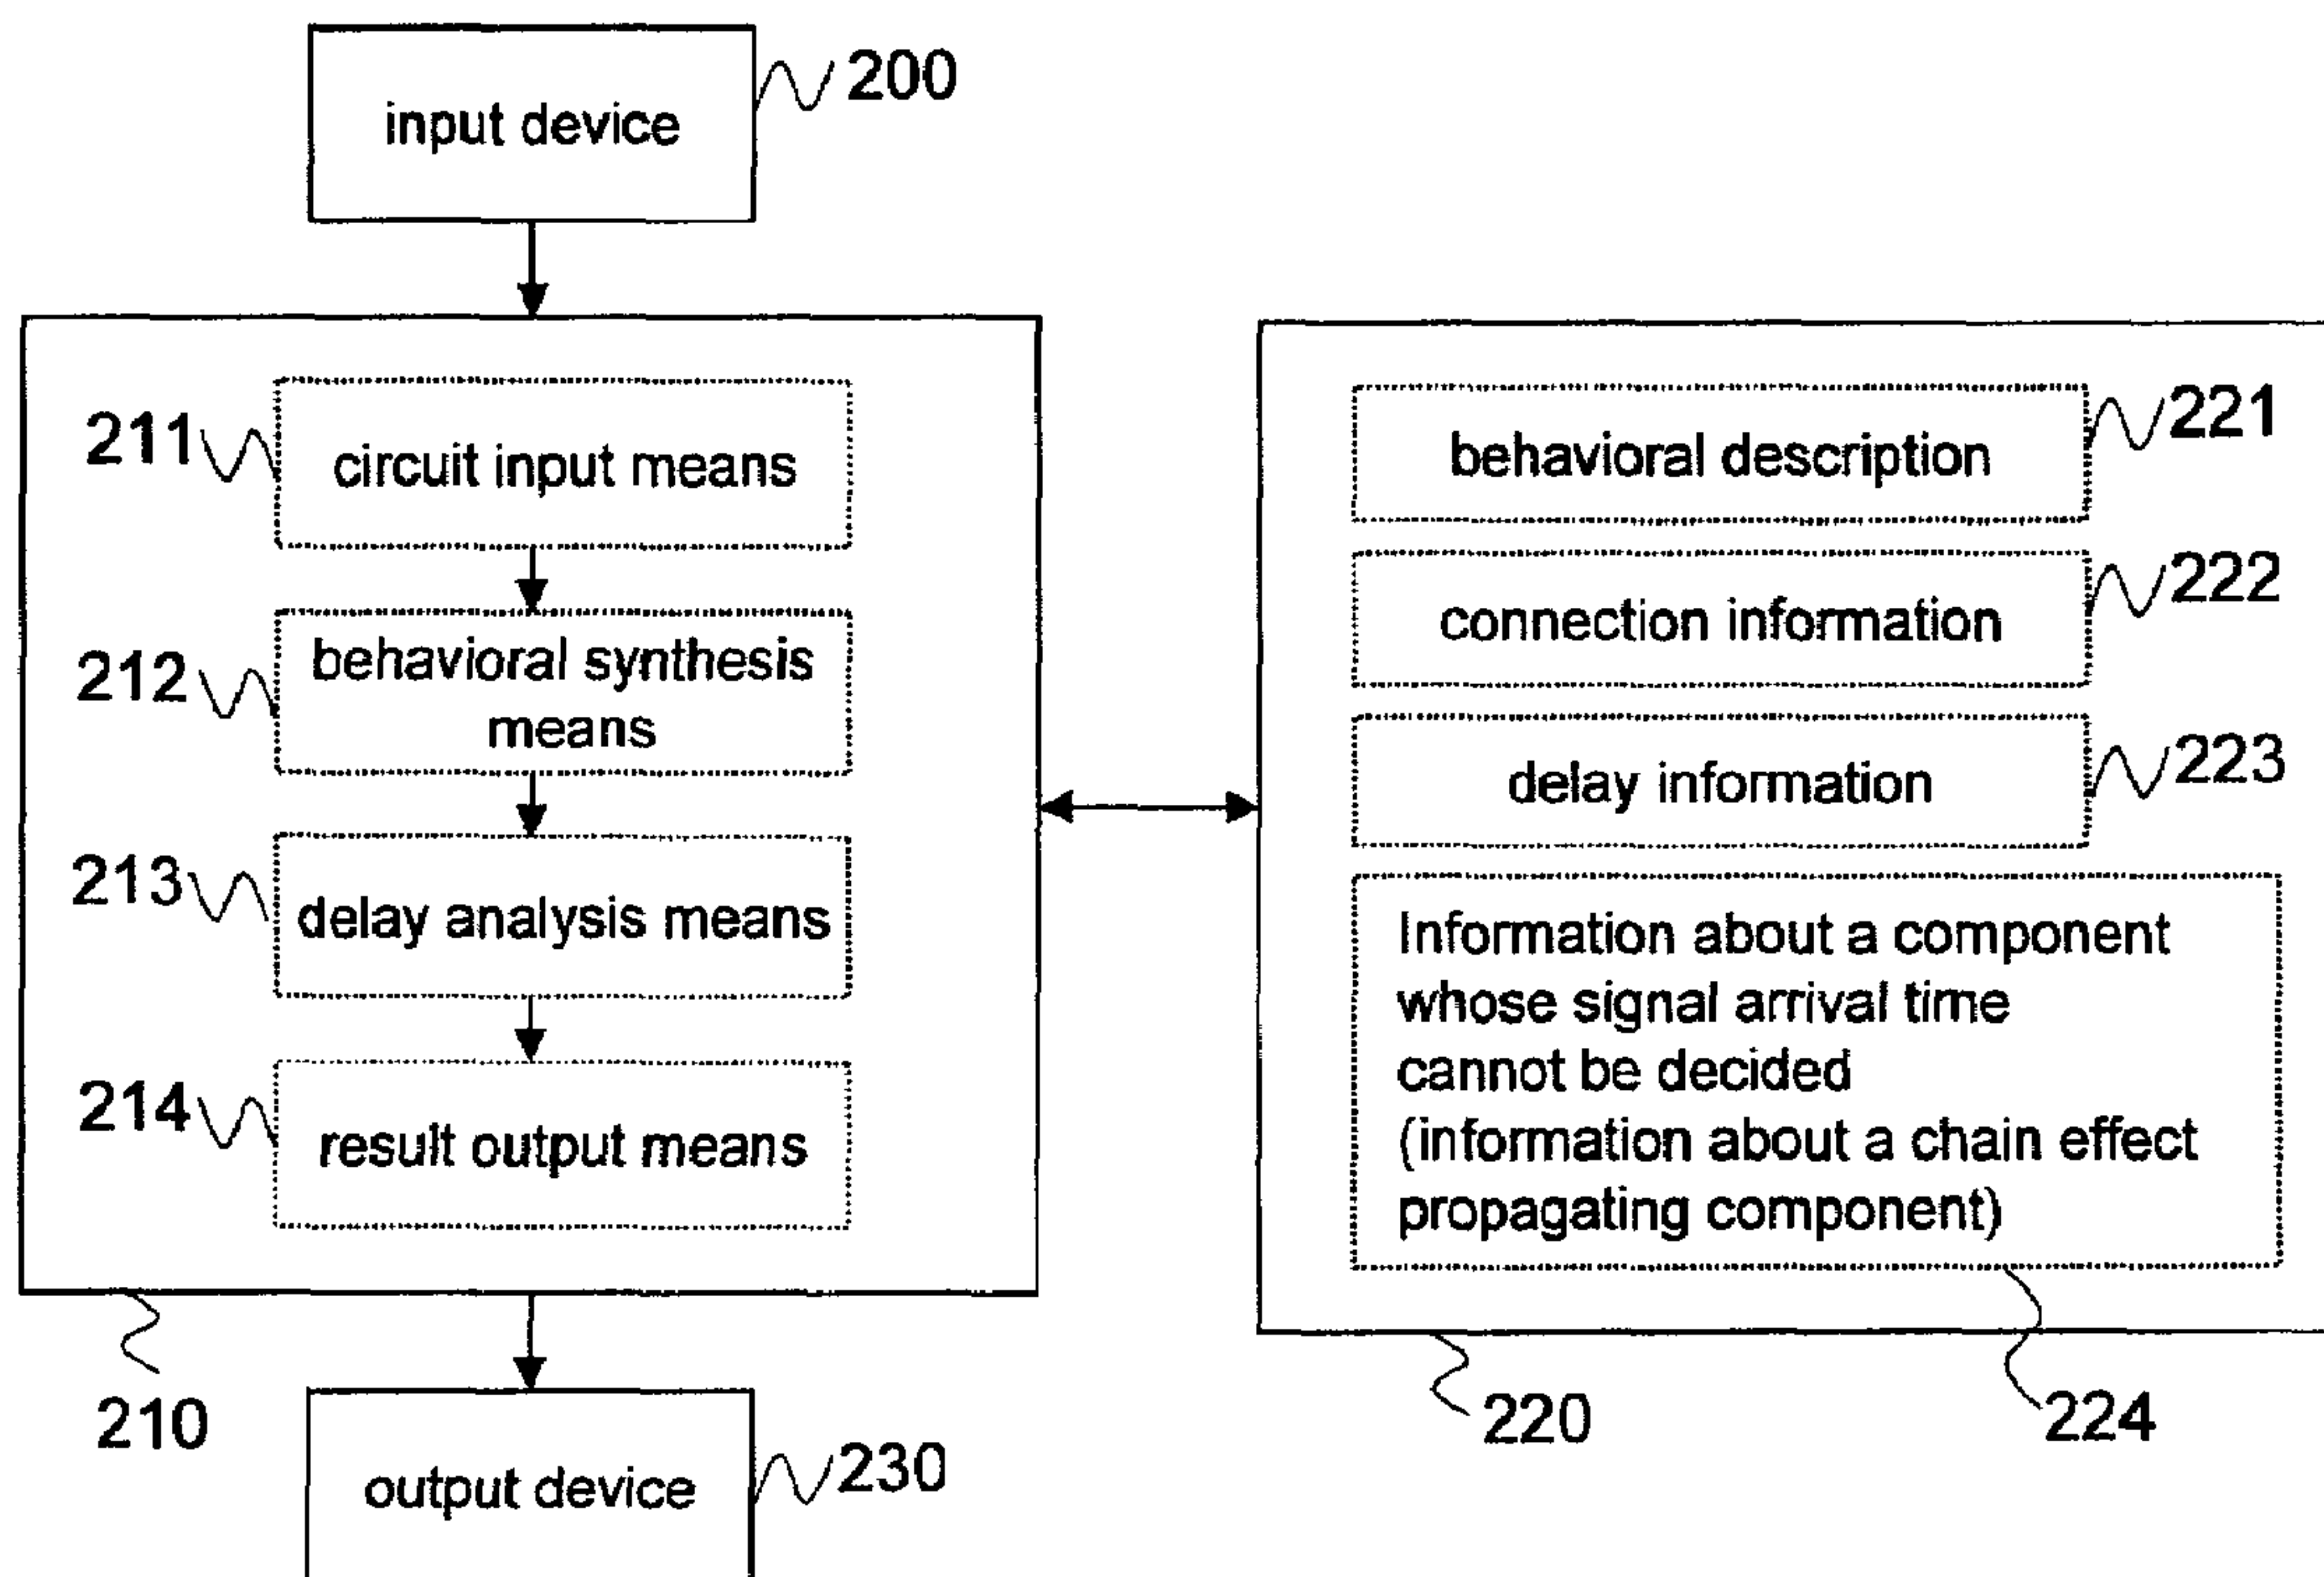 input device
200
211
circuit input means
212
behavioral synthesis
means
213
delay analysis means
214
result output means
210
output device
230
behavioral description
221
connection information
222
delay information
223
Information about a component
whose signal arrival time
cannot be decided
(information about a chain effect
propagating component)
220
224